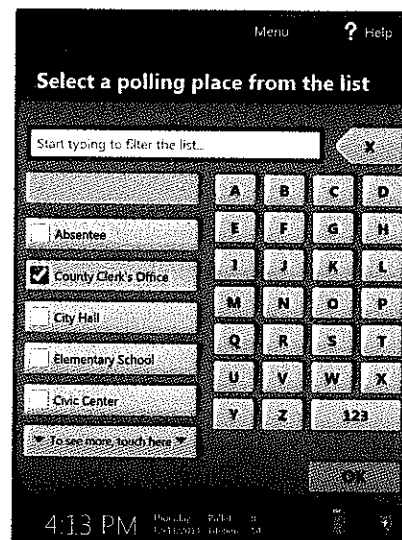 Menu ? Help
Select a polling place from the list
Start typing to filter the list... X
A B C D
Absentee E F G H
County Clerk's Office I J K L
City Hall M N O P
Elementary School Q R S T
Civic Center U V W X
To see more, touch here Y Z 123
OK
4:13 PM Thursday